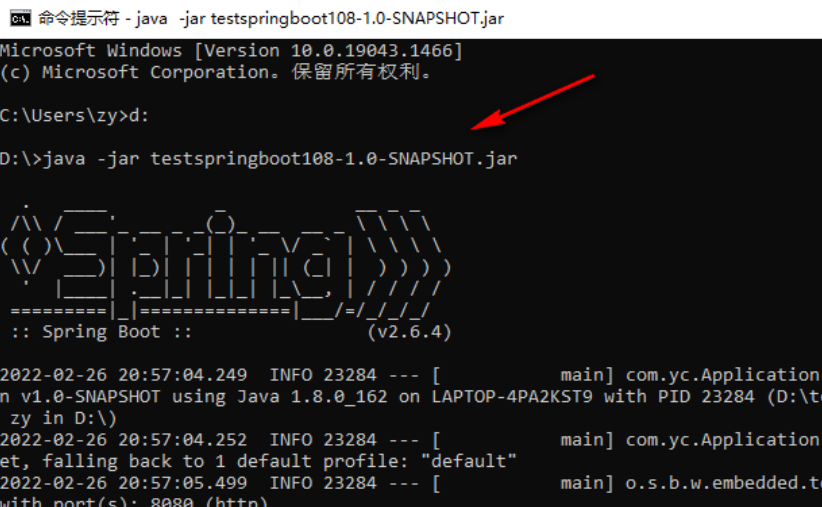 命令提示符 - java  -jar testspringboot108-1.0-SNAPSHOT.jar
Microsoft Windows [Version 10.0.19043.1466]
(c) Microsoft Corporation。保留所有权利。
C:\Users\zy>d:
D:\>java -jar testspringboot108-1.0-SNAPSHOT.jar
Spring
:: Spring Boot ::                (v2.6.4)
2022-02-26 20:57:04.249  INFO 23284 --- [           main] com.yc.Application
n v1.0-SNAPSHOT using Java 1.8.0_162 on LAPTOP-4PA2KST9 with PID 23284 (D:\te
zy in D:\)
2022-02-26 20:57:04.252  INFO 23284 --- [           main] com.yc.Application
et, falling back to 1 default profile: "default"
2022-02-26 20:57:05.499  INFO 23284 --- [           main] o.s.b.w.embedded.to
with port(s): 8080 (http)